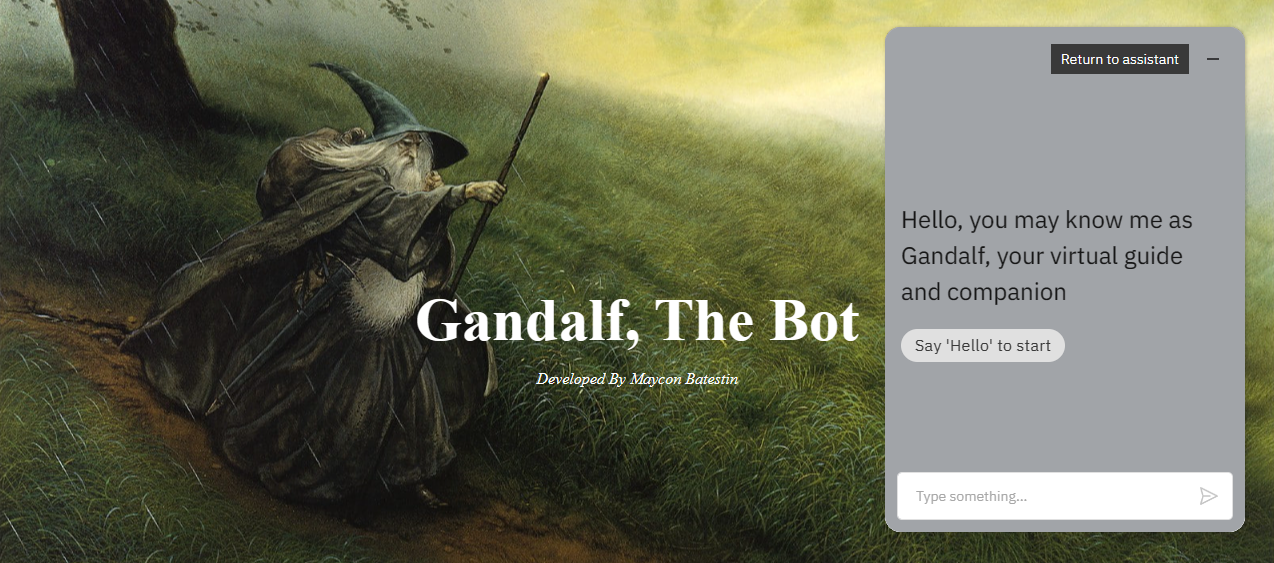 Gandalf, The Bot
Developed By Maycon Batestin
Return to assistant
Hello, you may know me as
Gandalf, your virtual guide
and companion
Say 'Hello' to start
Type something...